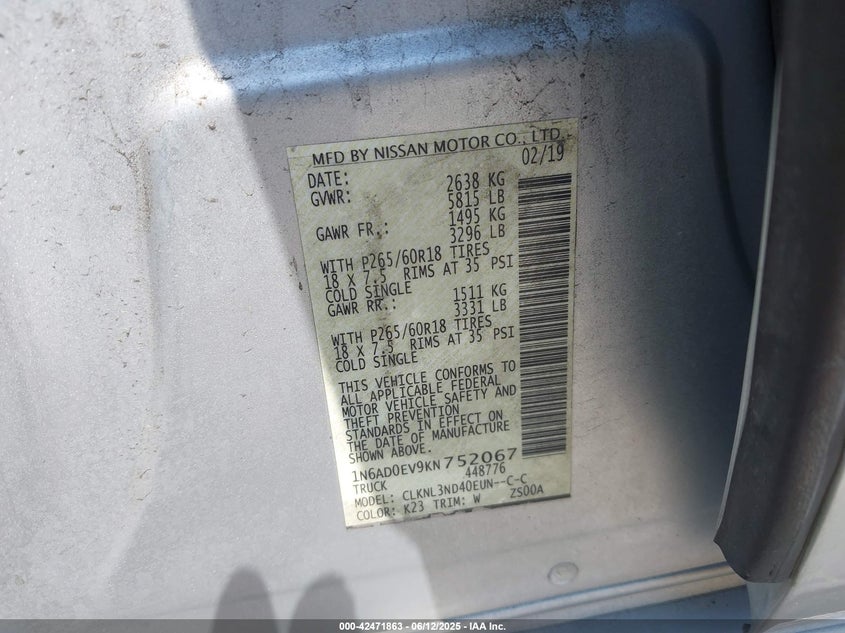 MFD BY NISSAN MOTOR CO., LTD.
DATE: 02/19
GVWR: 2638 KG
5815 LB
GAWR FR.: 1495 KG
3296 LB
WITH P265/60R18 TIRES
18 X 7.5 RIMS AT 35 PSI
COLD SINGLE
GAWR RR.: 1511 KG
3331 LB
WITH P265/60R18 TIRES
18 X 7.5 RIMS AT 35 PSI
COLD SINGLE
THIS VEHICLE CONFORMS TO
ALL APPLICABLE FEDERAL
MOTOR VEHICLE SAFETY AND
THEFT PREVENTION
STANDARDS IN EFFECT ON
THE DATE OF MANUFACTURE
SHOWN ABOVE.
1N6AD0EV9KN752067
TRUCK 448776
MODEL: CLKNL3ND40EUN--C-C
COLOR: K23 TRIM: W ZS00A
000-42471863 - 06/12/2025 - IAA Inc.